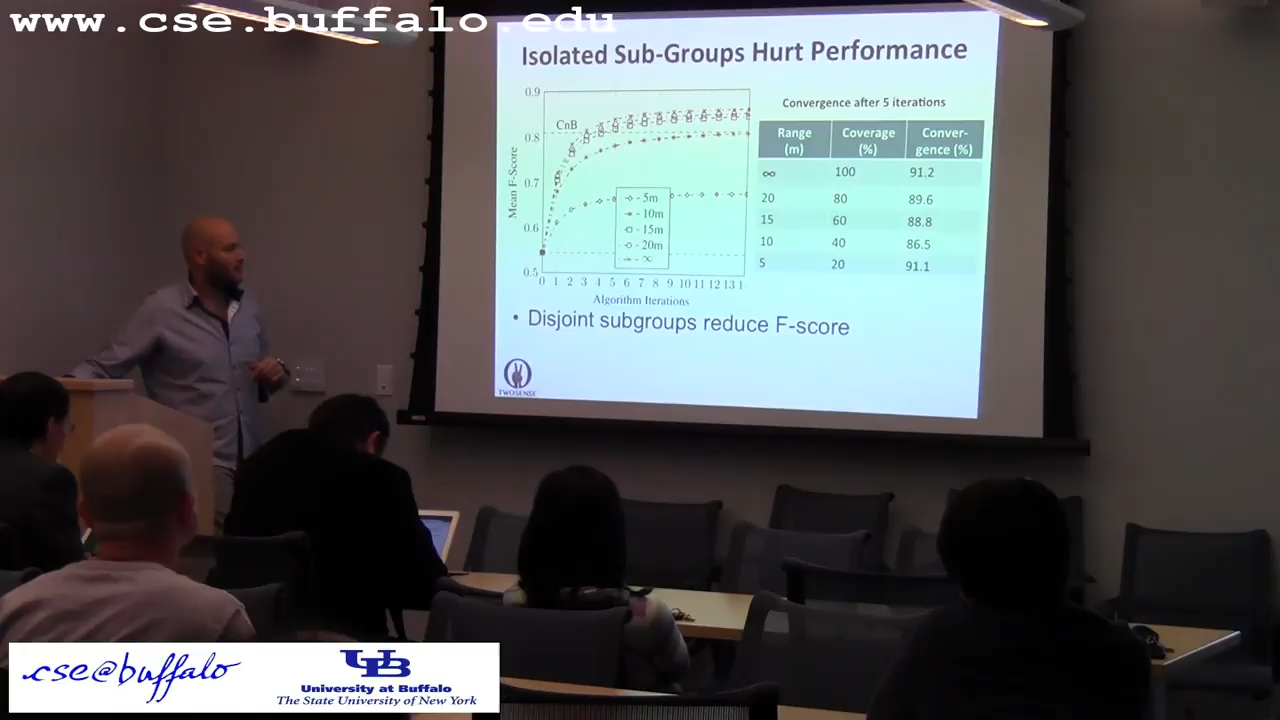 www.cse.buffalo.edu
Isolated Sub-Groups Hurt Performance
0.9
0.8
0.7
0.6
0.5
CnB
Mean F-Score
5m
10m
15m
20m
∞
0 1 2 3 4 5 6 7 8 9 10 11 12 13 1
Algorithm Iterations
Convergence after 5 iterations
Range (m) Coverage (%) Conver-gence (%)
∞ 100 91.2
20 80 89.6
15 60 88.8
10 40 86.5
5 20 91.1
• Disjoint subgroups reduce F-score
TWOSENSE
cse@buffalo
UB
University at Buffalo
The State University of New York